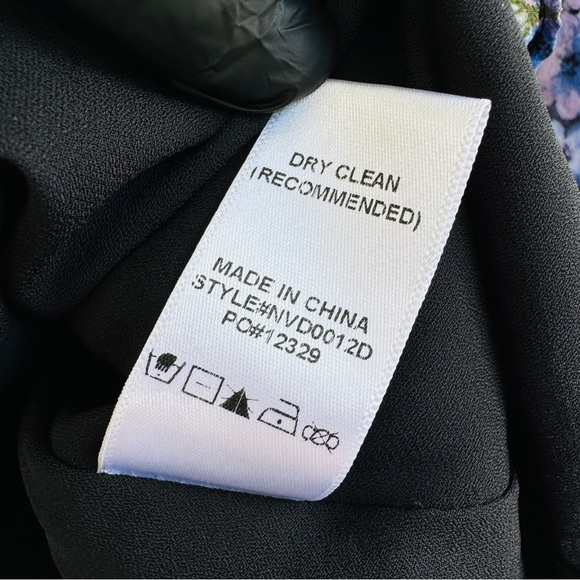 DRY CLEAN
(RECOMMENDED)
MADE IN CHINA
STYLE#NVD0012D
PO#12329